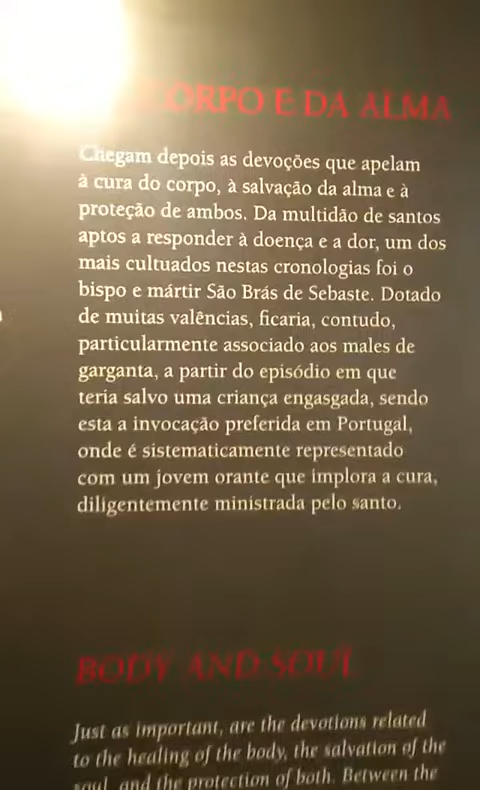 CORPO E DA ALMA
Chegam depois as devoções que apelam
à cura do corpo, à salvação da alma e à
proteção de ambos. Da multidão de santos
aptos a responder à doença e a dor, um dos
mais cultuados nestas cronologias foi o
bispo e mártir São Brás de Sebaste. Dotado
de muitas valências, ficaria, contudo,
particularmente associado aos males de
garganta, a partir do episódio em que
teria salvo uma criança engasgada, sendo
esta a invocação preferida em Portugal,
onde é sistematicamente representado
com um jovem orante que implora a cura,
diligentemente ministrada pelo santo.
BODY AND SOUL
Just as important, are the devotions related
to the healing of the body, the salvation of the
soul, and the protection of both. Between the